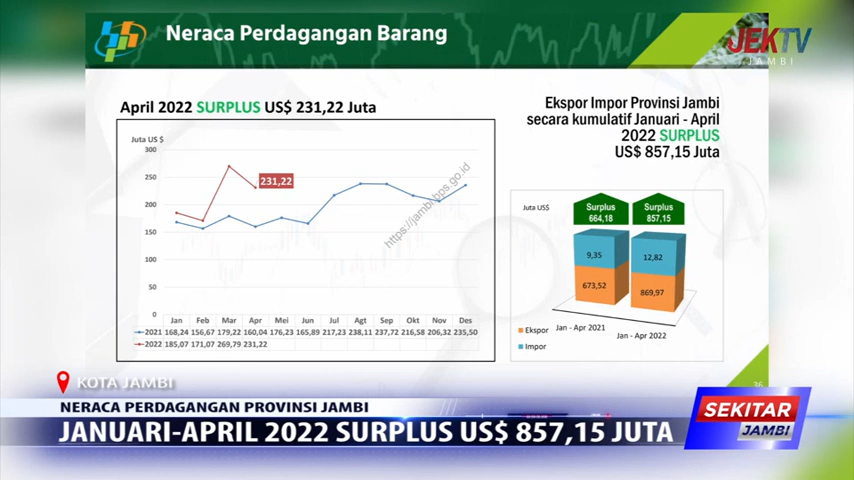 Neraca Perdagangan Barang
JEKTV
JAMBI
April 2022 SURPLUS US$ 231,22 Juta
Juta US $
300
250
200
150
100
50
0
231,22
https://jambi.bps.go.id
Jan Feb Mar Apr Mei Jun Jul Agt Sep Okt Nov Des
2021 168,24 156,67 179,22 160,04 176,23 165,89 217,23 238,11 237,72 216,58 206,32 235,50
2022 185,07 171,07 269,79 231,22
Ekspor Impor Provinsi Jambi
secara kumulatif Januari - April
2022 SURPLUS
US$ 857,15 Juta
Juta US$
Surplus
664,18
Surplus
857,15
9,35
12,82
673,52
869,97
Ekspor
Impor
Jan - Apr 2021
Jan - Apr 2022
36
KOTA JAMBI
NERACA PERDAGANGAN PROVINSI JAMBI
JANUARI-APRIL 2022 SURPLUS US$ 857,15 JUTA
SEKITAR
JAMBI